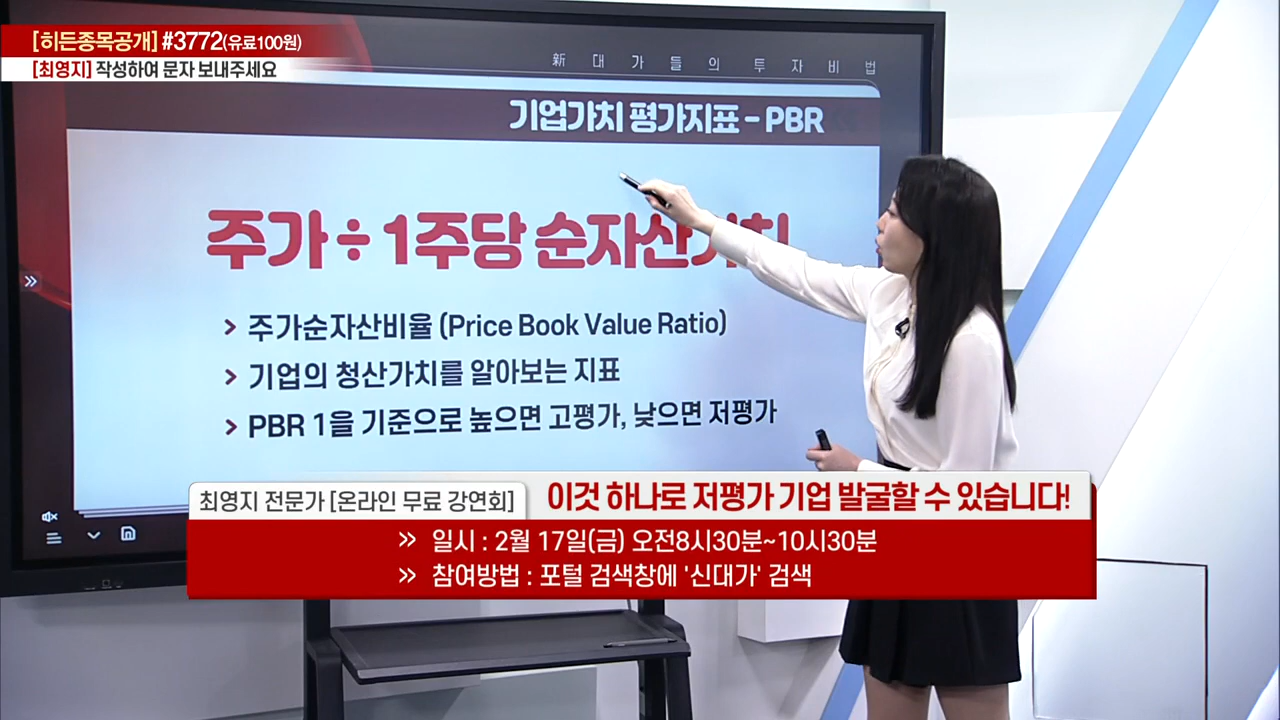 [히든종목공개] #3772(유료100원)
[최영지] 작성하여 문자 보내주세요
新 대 가 들 의 투 자 비 법
기업가치 평가지표 - PBR
주가 ÷ 1주당 순자산가치
> 주가순자산비율 (Price Book Value Ratio)
> 기업의 청산가치를 알아보는 지표
> PBR 1을 기준으로 높으면 고평가, 낮으면 저평가
최영지 전문가 [온라인 무료 강연회]
이것 하나로 저평가 기업 발굴할 수 있습니다!
» 일시 : 2월 17일(금) 오전8시30분~10시30분
» 참여방법 : 포털 검색창에 '신대가' 검색